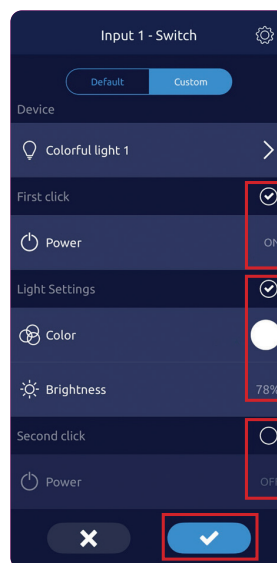 Input 1 - Switch
Default Custom
Device
Colorful light 1
First click
Power ON
Light Settings
Color
Brightness 78%
Second click
Power OFF